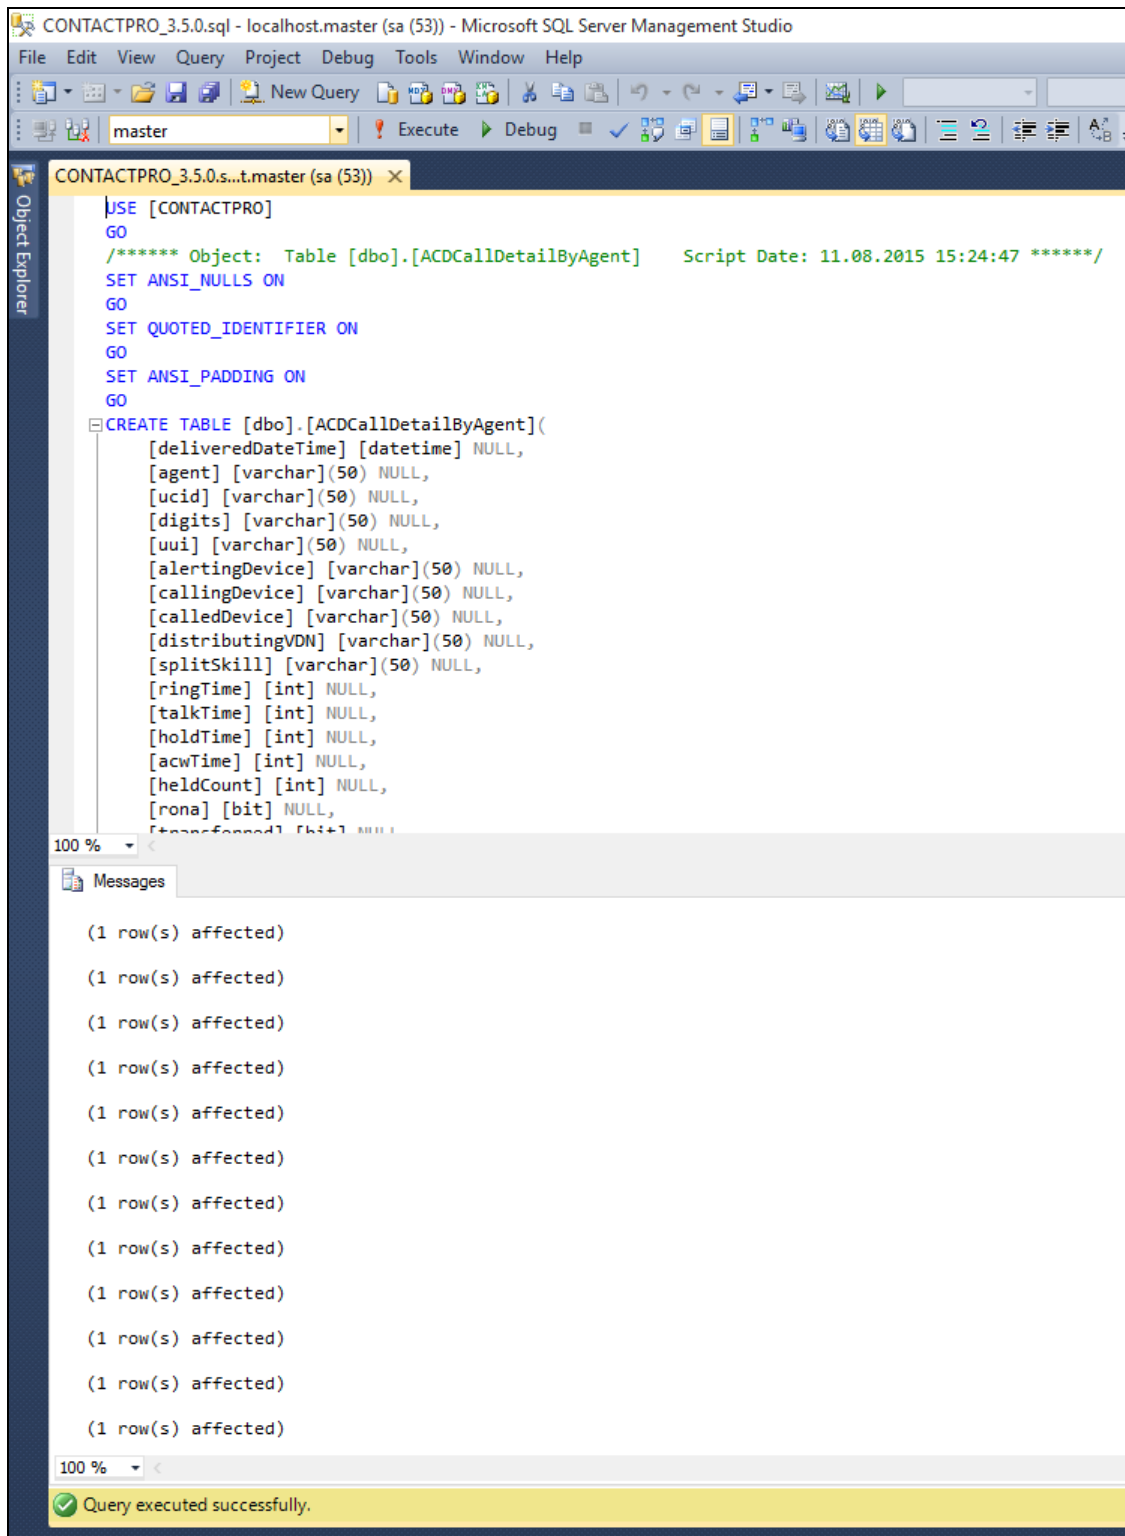 CONTACTPRO_3.5.0.sql - localhost.master (sa (53)) - Microsoft SQL Server Management Studio
File Edit View Query Project Debug Tools Window Help
New Query
master Execute Debug
Object Explorer
CONTACTPRO_3.5.0.s...t.master (sa (53))
USE [CONTACTPRO]
GO
/****** Object:  Table [dbo].[ACDCallDetailByAgent]    Script Date: 11.08.2015 15:24:47 ******/
SET ANSI_NULLS ON
GO
SET QUOTED_IDENTIFIER ON
GO
SET ANSI_PADDING ON
GO
CREATE TABLE [dbo].[ACDCallDetailByAgent](
[deliveredDateTime] [datetime] NULL,
[agent] [varchar](50) NULL,
[ucid] [varchar](50) NULL,
[digits] [varchar](50) NULL,
[uui] [varchar](50) NULL,
[alertingDevice] [varchar](50) NULL,
[callingDevice] [varchar](50) NULL,
[calledDevice] [varchar](50) NULL,
[distributingVDN] [varchar](50) NULL,
[splitSkill] [varchar](50) NULL,
[ringTime] [int] NULL,
[talkTime] [int] NULL,
[holdTime] [int] NULL,
[acwTime] [int] NULL,
[heldCount] [int] NULL,
[rona] [bit] NULL,
[transferred] [bit] NULL
100 %
Messages
(1 row(s) affected)
(1 row(s) affected)
(1 row(s) affected)
(1 row(s) affected)
(1 row(s) affected)
(1 row(s) affected)
(1 row(s) affected)
(1 row(s) affected)
(1 row(s) affected)
(1 row(s) affected)
(1 row(s) affected)
(1 row(s) affected)
100 %
Query executed successfully.